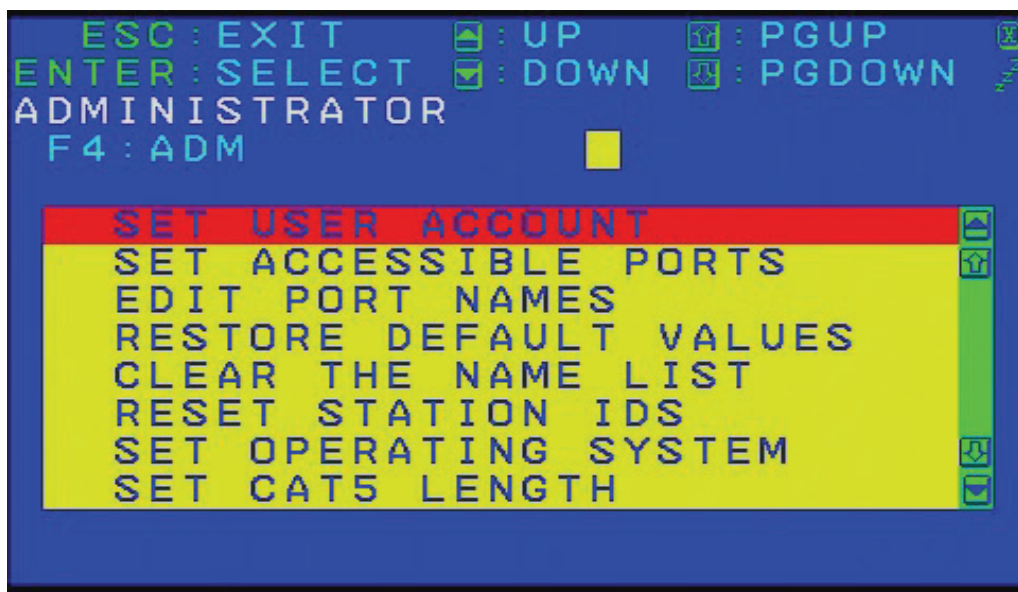 ESC:EXIT :UP :PGUP
ENTER:SELECT :DOWN :PGDOWN zzz
ADMINISTRATOR
F4:ADM
SET USER ACCOUNT
SET ACCESSIBLE PORTS
EDIT PORT NAMES
RESTORE DEFAULT VALUES
CLEAR THE NAME LIST
RESET STATION IDS
SET OPERATING SYSTEM
SET CAT5 LENGTH